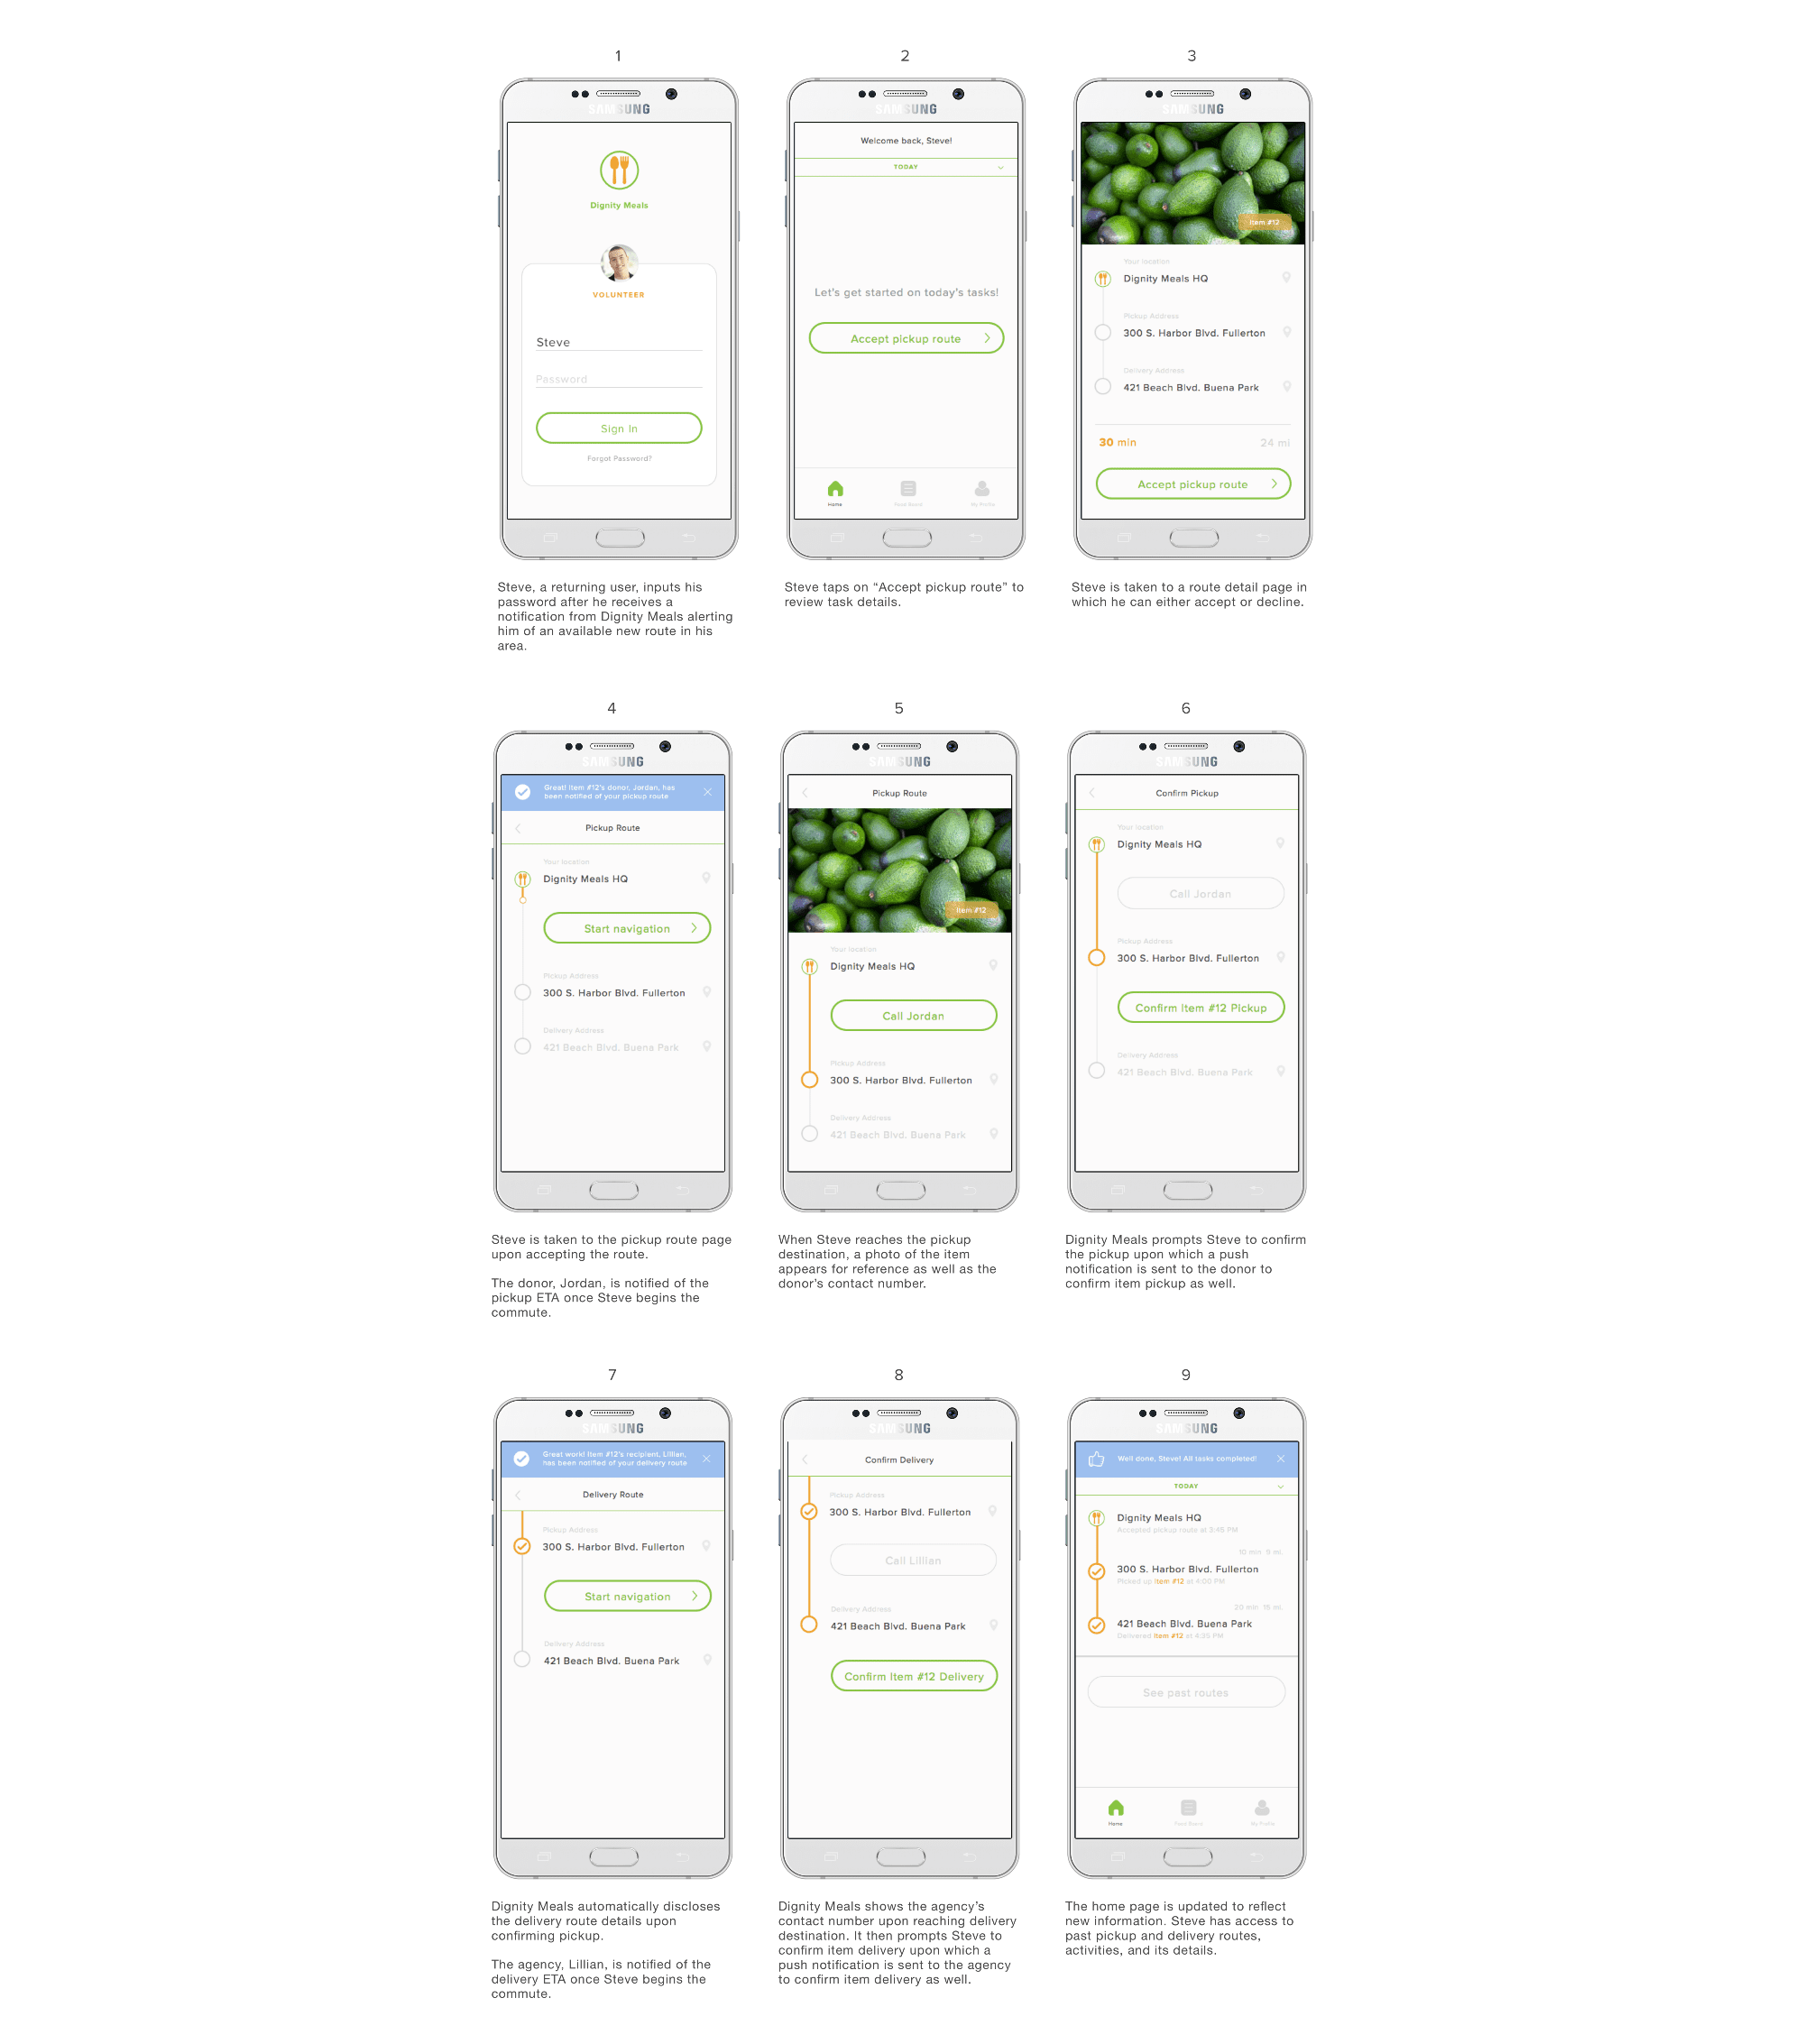 1
SAMSUNG
Dignity Meals
VOLUNTEER
Steve
Password
Sign In
Forgot Password?
Steve, a returning user, inputs his
password after he receives a
notification from Dignity Meals alerting
him of an available new route in his
area.
2
SAMSUNG
Welcome back, Steve!
TODAY
Let's get started on today's tasks!
Accept pickup route
Home
My Profile
Steve taps on “Accept pickup route” to
review task details.
3
SAMSUNG
Item #12
Your location
Dignity Meals HQ
Pickup Address
300 S. Harbor Blvd. Fullerton
Delivery Address
421 Beach Blvd. Buena Park
30 min
24 mi
Accept pickup route
Steve is taken to a route detail page in
which he can either accept or decline.
4
SAMSUNG
Great! Item #12's donor, Jordan, has
been notified of your pickup route
Pickup Route
Your location
Dignity Meals HQ
Start navigation
Pickup Address
300 S. Harbor Blvd. Fullerton
Delivery Address
421 Beach Blvd. Buena Park
Steve is taken to the pickup route page
upon accepting the route.
The donor, Jordan, is notified of the
pickup ETA once Steve begins the
commute.
5
SAMSUNG
Pickup Route
Item #12
Your location
Dignity Meals HQ
Call Jordan
Pickup Address
300 S. Harbor Blvd. Fullerton
Delivery Address
421 Beach Blvd. Buena Park
When Steve reaches the pickup
destination, a photo of the item
appears for reference as well as the
donor’s contact number.
6
SAMSUNG
Confirm Pickup
Your location
Dignity Meals HQ
Call Jordan
Pickup Address
300 S. Harbor Blvd. Fullerton
Confirm Item #12 Pickup
Delivery Address
421 Beach Blvd. Buena Park
Dignity Meals prompts Steve to confirm
the pickup upon which a push
notification is sent to the donor to
confirm item pickup as well.
7
SAMSUNG
Great work! Item #12's recipient, Lillian,
has been notified of your delivery route
Delivery Route
Pickup Address
300 S. Harbor Blvd. Fullerton
Start navigation
Delivery Address
421 Beach Blvd. Buena Park
Dignity Meals automatically discloses
the delivery route details upon
confirming pickup.
The agency, Lillian, is notified of the
delivery ETA once Steve begins the
commute.
8
SAMSUNG
Confirm Delivery
Pickup Address
300 S. Harbor Blvd. Fullerton
Call Lillian
Delivery Address
421 Beach Blvd. Buena Park
Confirm Item #12 Delivery
Dignity Meals shows the agency’s
contact number upon reaching delivery
destination. It then prompts Steve to
confirm item delivery upon which a
push notification is sent to the agency
to confirm item delivery as well.
9
SAMSUNG
Well done, Steve! All tasks completed!
TODAY
Dignity Meals HQ
Accepted pickup route at 3:45 PM
10 min 5 mi.
300 S. Harbor Blvd. Fullerton
Picked up Item #12 at 4:00 PM
20 min 15 mi.
421 Beach Blvd. Buena Park
Delivered Item #12 at 4:35 PM
See past routes
Home
My Profile
The home page is updated to reflect
new information. Steve has access to
past pickup and delivery routes,
activities, and its details.